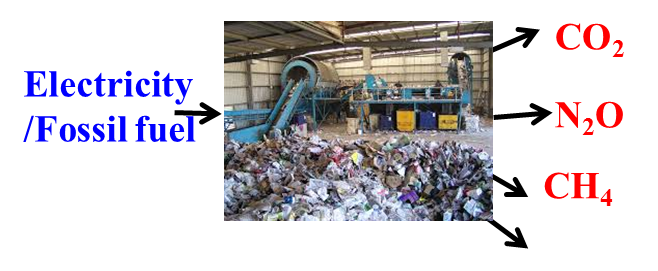 Electricity
/Fossil fuel
CO₂
N₂O
CH₄